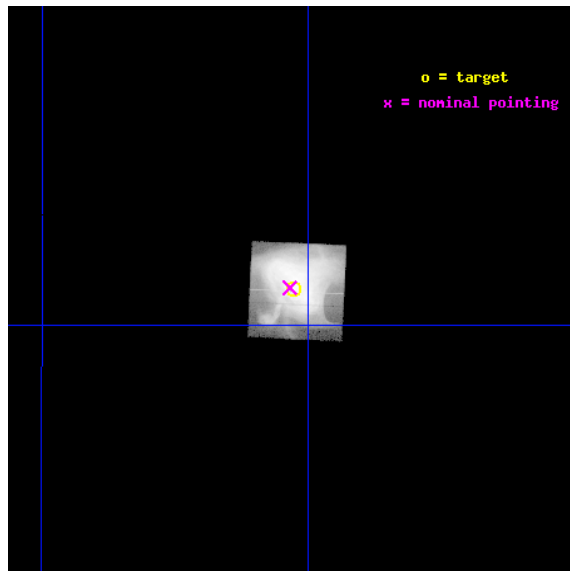 o = target
x = nominal pointing